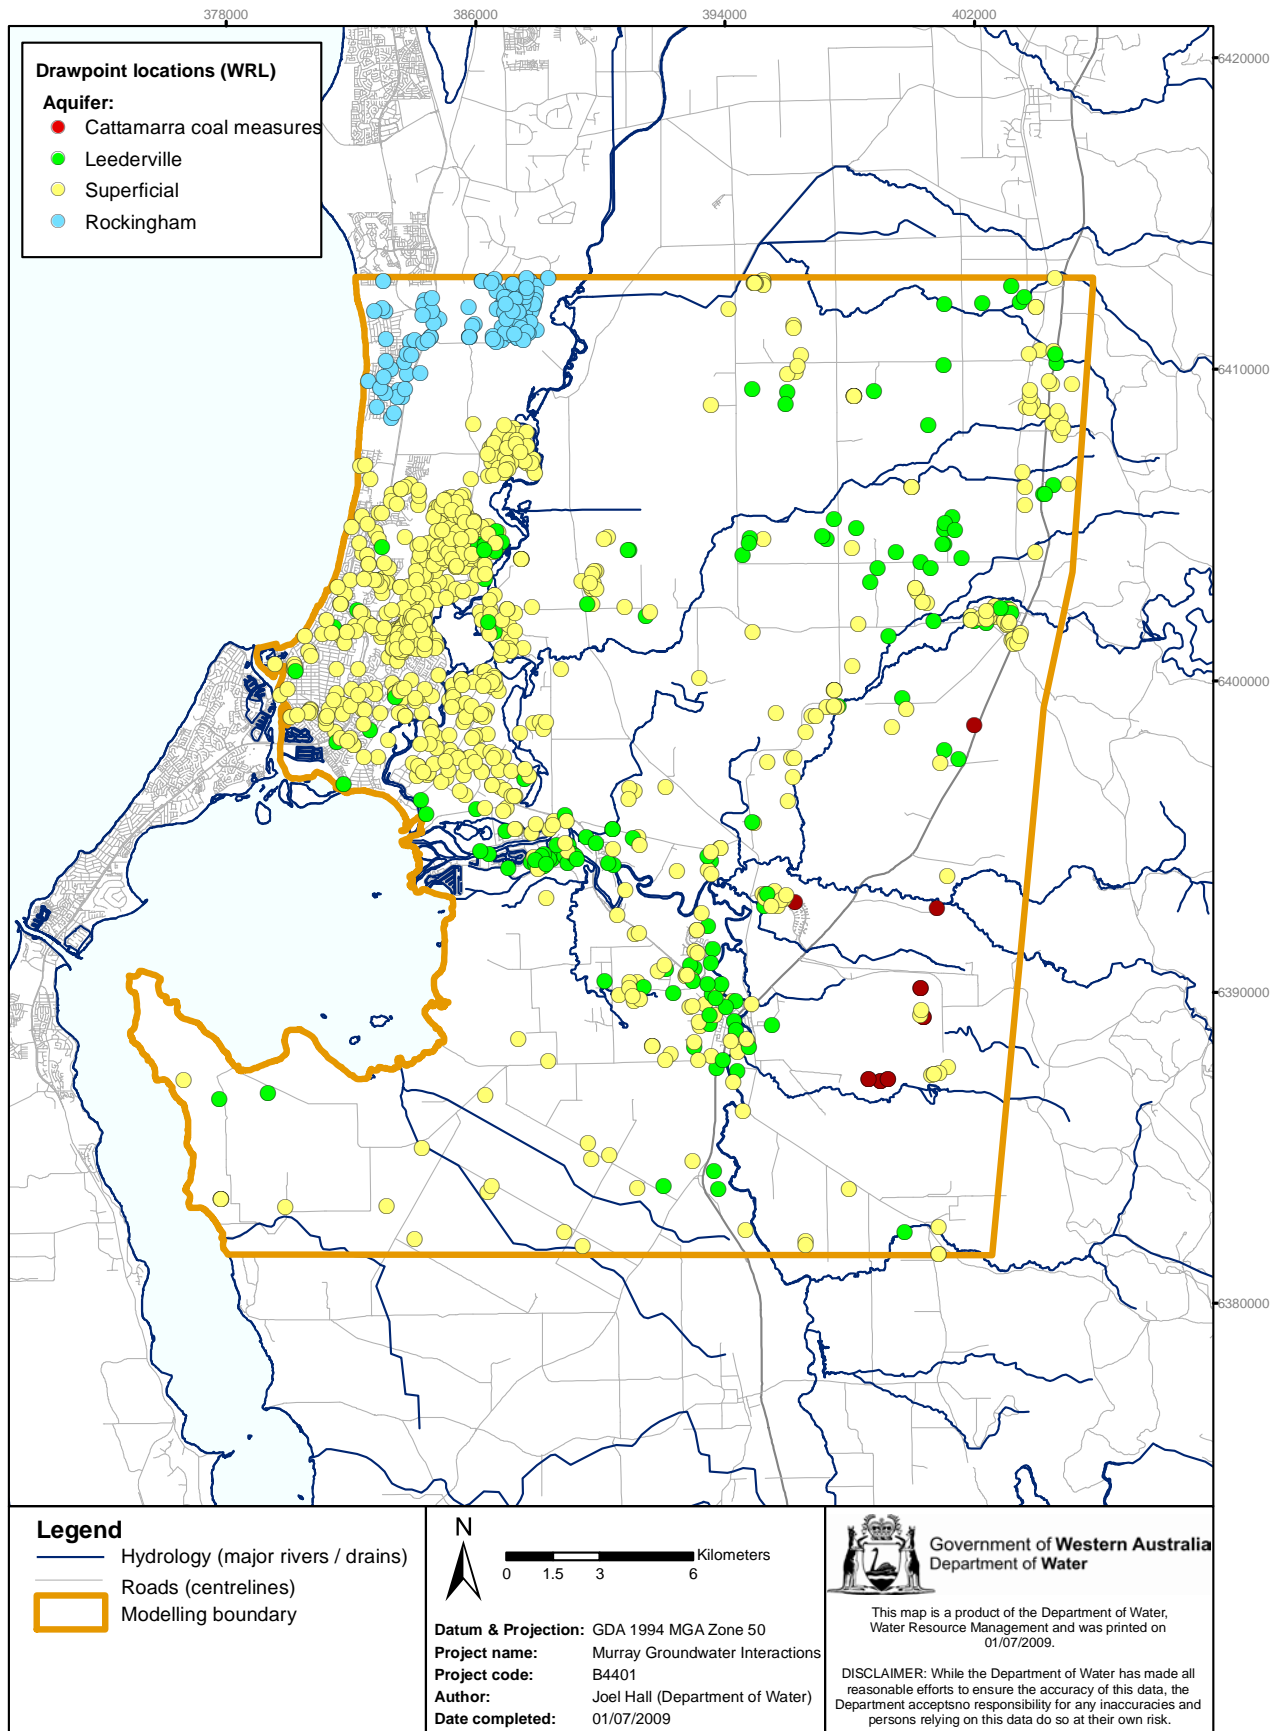 378000
386000
394000
402000
6420000
6410000
6400000
6390000
6380000
Drawpoint locations (WRL)
Aquifer:
Cattamarra coal measures
Leederville
Superficial
Rockingham
Legend
Hydrology (major rivers / drains)
Roads (centrelines)
Modelling boundary
N
Kilometers
0 1.5 3 6
Datum & Projection: GDA 1994 MGA Zone 50
Project name: Murray Groundwater Interactions
Project code: B4401
Author: Joel Hall (Department of Water)
Date completed: 01/07/2009
Government of Western Australia
Department of Water
This map is a product of the Department of Water,
Water Resource Management and was printed on
01/07/2009.
DISCLAIMER: While the Department of Water has made all
reasonable efforts to ensure the accuracy of this data, the
Department acceptsno responsibility for any inaccuracies and
persons relying on this data do so at their own risk.